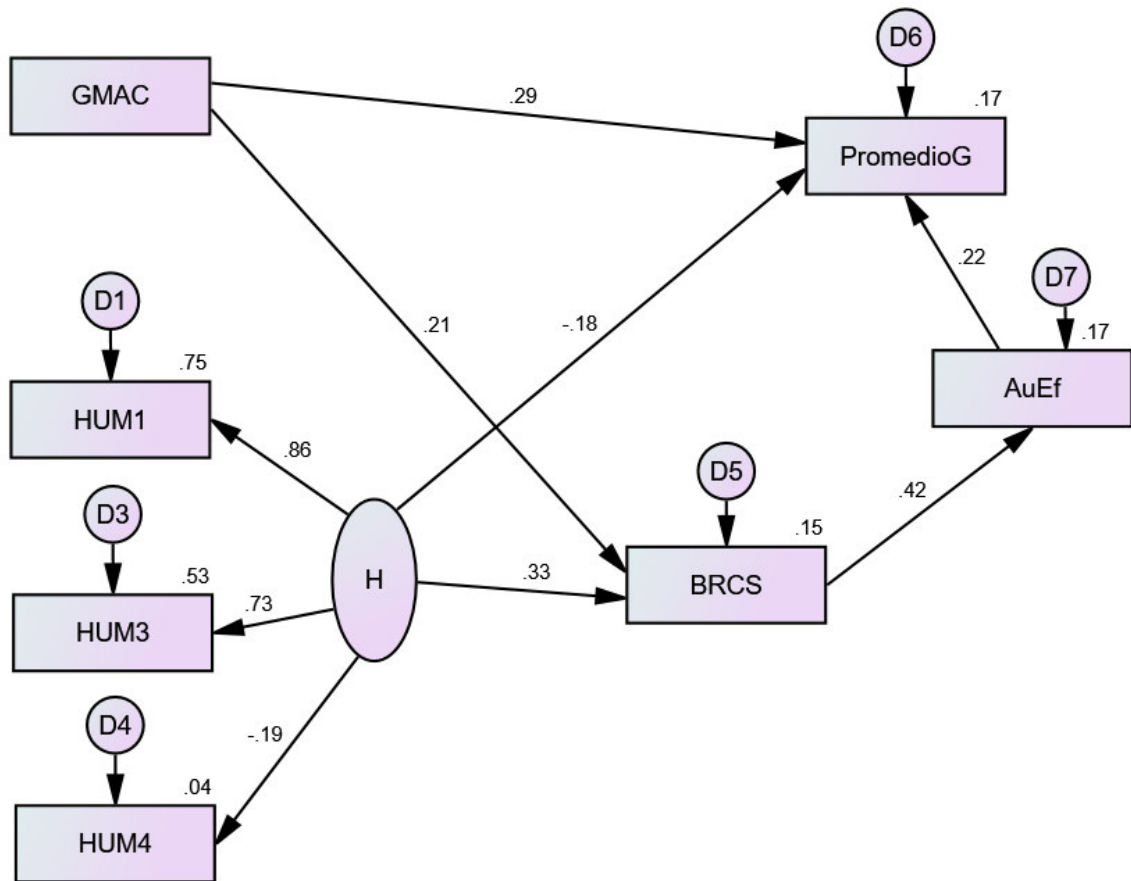 D6
GMAC
.29
.17
PromedioG
.22
D7
D1
.21
-.18
.17
.75
AuEf
HUM1
.86
D5
.42
D3
.15
.53
H
.33
BRCS
.73
HUM3
D4
-.19
.04
HUM4